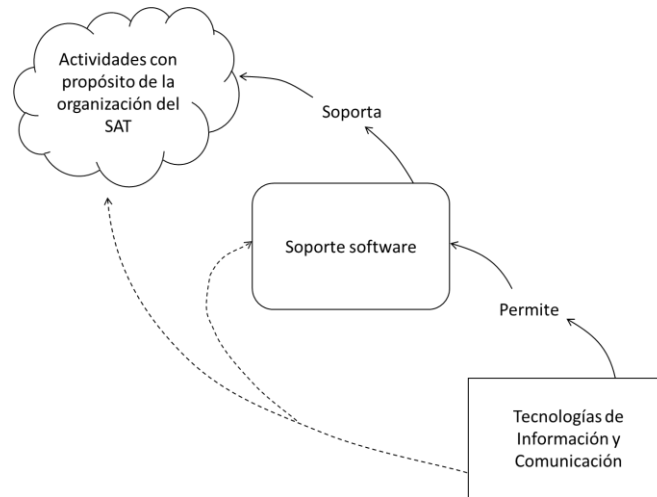 Actividades con
propósito de la
organización del
SAT
Soporta
Soporte software
Permite
Tecnologías de
Información y
Comunicación